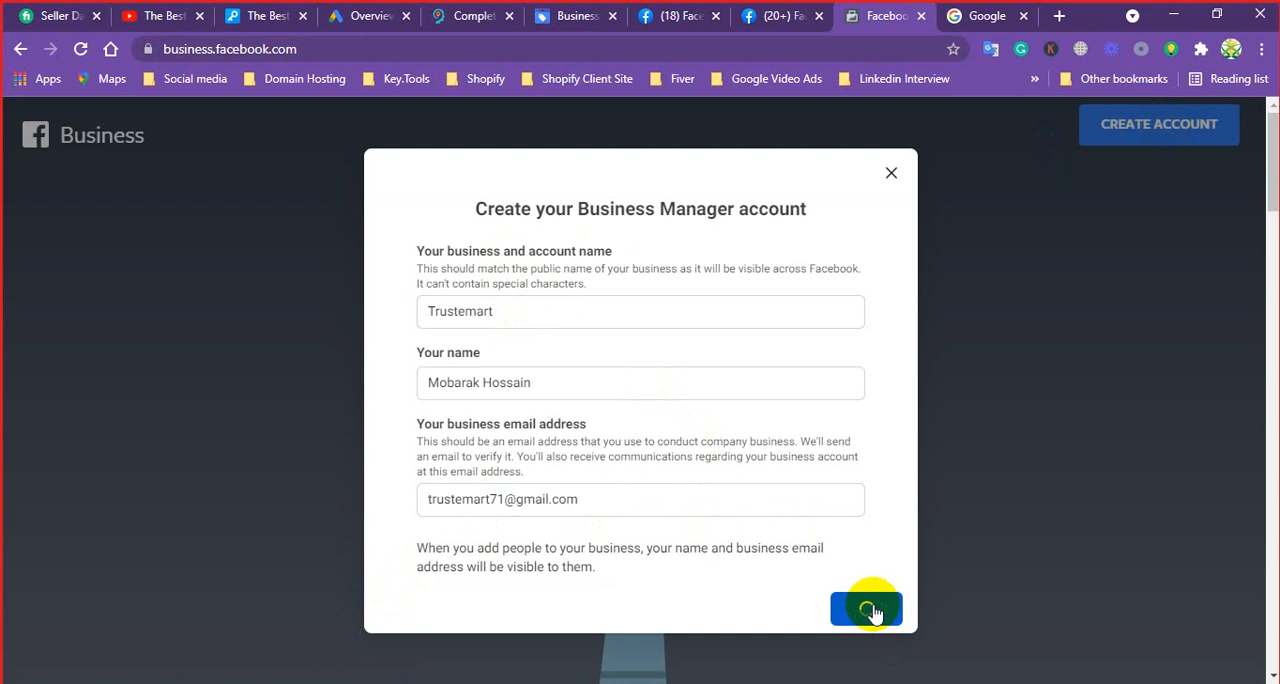 Seller Da
The Best
The Best
Overview
Complet
Business
(18) Face
(20+) Fa
Facebo
Google
business.facebook.com
Apps
Maps
Social media
Domain Hosting
Key.Tools
Shopify
Shopify Client Site
Fiver
Google Video Ads
Linkedin Interview
»
Other bookmarks
Reading list
Business
CREATE ACCOUNT
Create your Business Manager account
Your business and account name
This should match the public name of your business as it will be visible across Facebook.
It can't contain special characters.
Trustemart
Your name
Mobarak Hossain
Your business email address
This should be an email address that you use to conduct company business. We'll send
an email to verify it. You'll also receive communications regarding your business account
at this email address.
trustemart71@gmail.com
When you add people to your business, your name and business email
address will be visible to them.